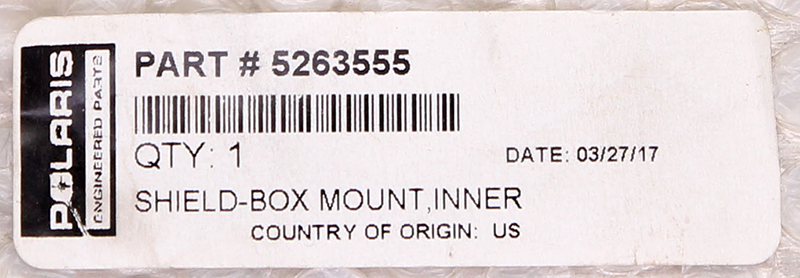 POLARIS
ENGINEERED PARTS
PART # 5263555
QTY: 1
DATE: 03/27/17
SHIELD-BOX MOUNT,INNER
COUNTRY OF ORIGIN: US